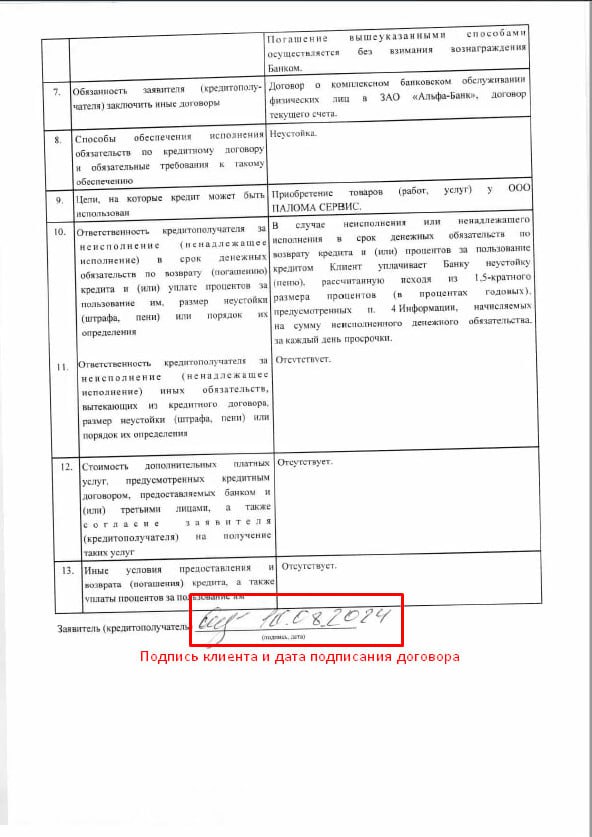 Погашение вышеуказанными способами
осуществляется без взимания вознаграждения
Банком.
7.
Обязанность заявителя (кредитополу-
чателя) заключить иные договоры
Договор о комплексном банковском обслуживании
физических лиц в ЗАО «Альфа-Банк», договор
текущего счета.
8.
Способы обеспечения исполнения
обязательств по кредитному договору
и обязательные требования к такому
обеспечению
Неустойка.
9.
Цели, на которые кредит может быть
использован
Приобретение товаров (работ, услуг) у ООО
ПАЛОМА СЕРВИС.
10.
Ответственность кредитополучателя за
неисполнение (ненадлежащее
исполнение) в срок денежных
обязательств по возврату (погашению)
кредита и (или) уплате процентов за
пользование им, размер неустойки
(штрафа, пени) или порядок их
определения
В случае неисполнения или ненадлежащего
исполнения в срок денежных обязательств по
возврату кредита и (или) процентов за пользование
кредитом Клиент уплачивает Банку неустойку
(пеню), рассчитанную исходя из 1,5-кратного
размера процентов (в процентах годовых),
предусмотренных п. 4 Информации, начисляемых
на сумму неисполненного денежного обязательства,
за каждый день просрочки.
11.
Ответственность кредитополучателя за
неисполнение (ненадлежащее
исполнение) иных обязательств,
вытекающих из кредитного договора,
размер неустойки (штрафа, пени) или
порядок их определения
Отсутствует.
12.
Стоимость дополнительных платных
услуг, предусмотренных кредитным
договором, предоставляемых банком и
(или) третьими лицами, а также
согласие заявителя
(кредитополучателя) на получение
таких услуг
Отсутствует.
13.
Иные условия предоставления и
возврата (погашения) кредита, а также
уплаты процентов за пользование им
Отсутствует.
Заявитель (кредитополучатель 10.08.2024
(подпись, дата)
Подпись клиента и дата подписания договора